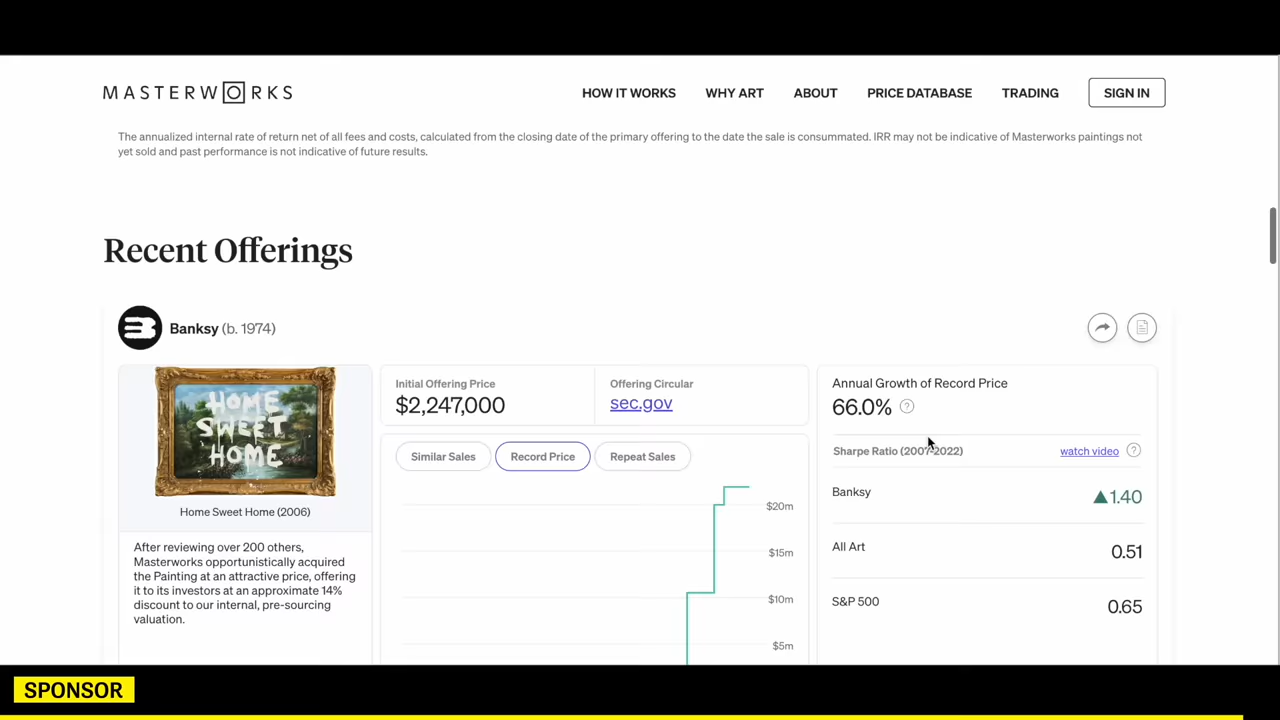 MASTERWORKS
HOW IT WORKS
WHY ART
ABOUT
PRICE DATABASE
TRADING
SIGN IN
The annualized internal rate of return net of all fees and costs, calculated from the closing date of the primary offering to the date the sale is consummated. IRR may not be indicative of Masterworks paintings not
yet sold and past performance is not indicative of future results.
Recent Offerings
Banksy (b. 1974)
HOME
SWEET
HOME
Home Sweet Home (2006)
After reviewing over 200 others,
Masterworks opportunistically acquired
the Painting at an attractive price, offering
it to its investors at an approximate 14%
discount to our internal, pre-sourcing
valuation.
Initial Offering Price
$2,247,000
Offering Circular
sec.gov
Similar Sales
Record Price
Repeat Sales
$20m
$15m
$10m
$5m
Annual Growth of Record Price
66.0% ?
Sharpe Ratio (2007-2022)
watch video ?
Banksy
▲1.40
All Art
0.51
S&P 500
0.65
SPONSOR